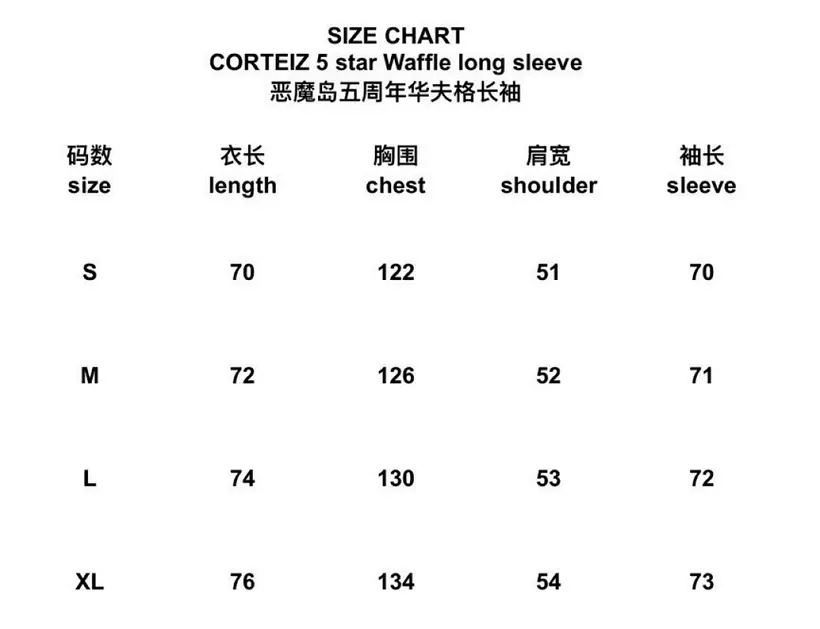 SIZE CHART
CORTEIZ 5 star Waffle long sleeve
恶魔岛五周年华夫格长袖
码数 衣长 胸围 肩宽 袖长
size length chest shoulder sleeve
S 70 122 51 70
M 72 126 52 71
L 74 130 53 72
XL 76 134 54 73